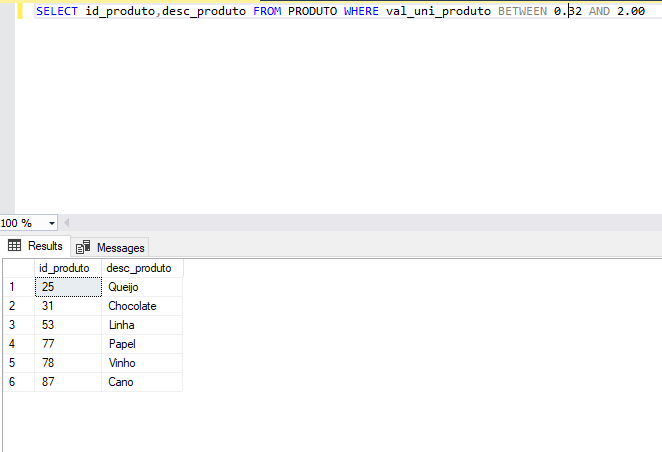 SELECT id_produto,desc_produto FROM PRODUTO WHERE val_uni_produto BETWEEN 0.32 AND 2.00
100 %
Results Messages
id_produto desc_produto
1 25 Queijo
2 31 Chocolate
3 53 Linha
4 77 Papel
5 78 Vinho
6 87 Cano